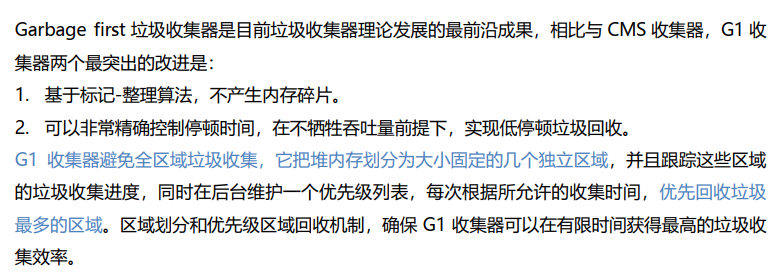 Garbage first 垃圾收集器是目前垃圾收集器理论发展的最前沿成果，相比与 CMS 收集器，G1 收
集器两个最突出的改进是：
1. 基于标记-整理算法，不产生内存碎片。
2. 可以非常精确控制停顿时间，在不牺牲吞吐量前提下，实现低停顿垃圾回收。
G1 收集器避免全区域垃圾收集，它把堆内存划分为大小固定的几个独立区域，并且跟踪这些区域
的垃圾收集进度，同时在后台维护一个优先级列表，每次根据所允许的收集时间，优先回收垃圾
最多的区域。区域划分和优先级区域回收机制，确保 G1 收集器可以在有限时间获得最高的垃圾收
集效率。